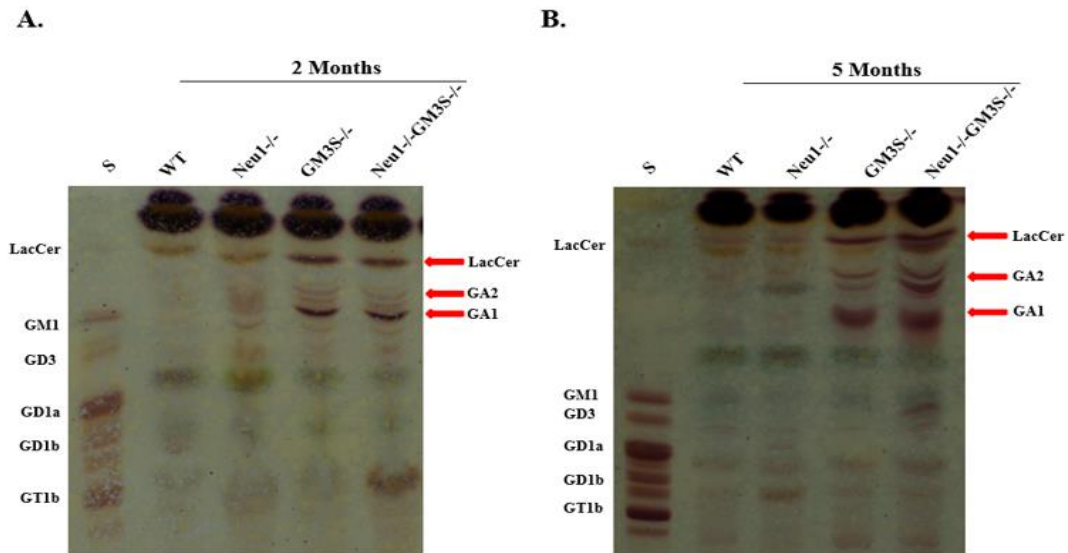 A.
2 Months
S
WT
Neu1-/-
GM3S-/-
Neu1-/-GM3S-/-
LacCer
GM1
GD3
GD1a
GD1b
GT1b
LacCer
GA2
GA1
B.
5 Months
S
WT
Neu1-/-
GM3S-/-
Neu1-/-GM3S-/-
LacCer
GM1
GD3
GD1a
GD1b
GT1b
LacCer
GA2
GA1